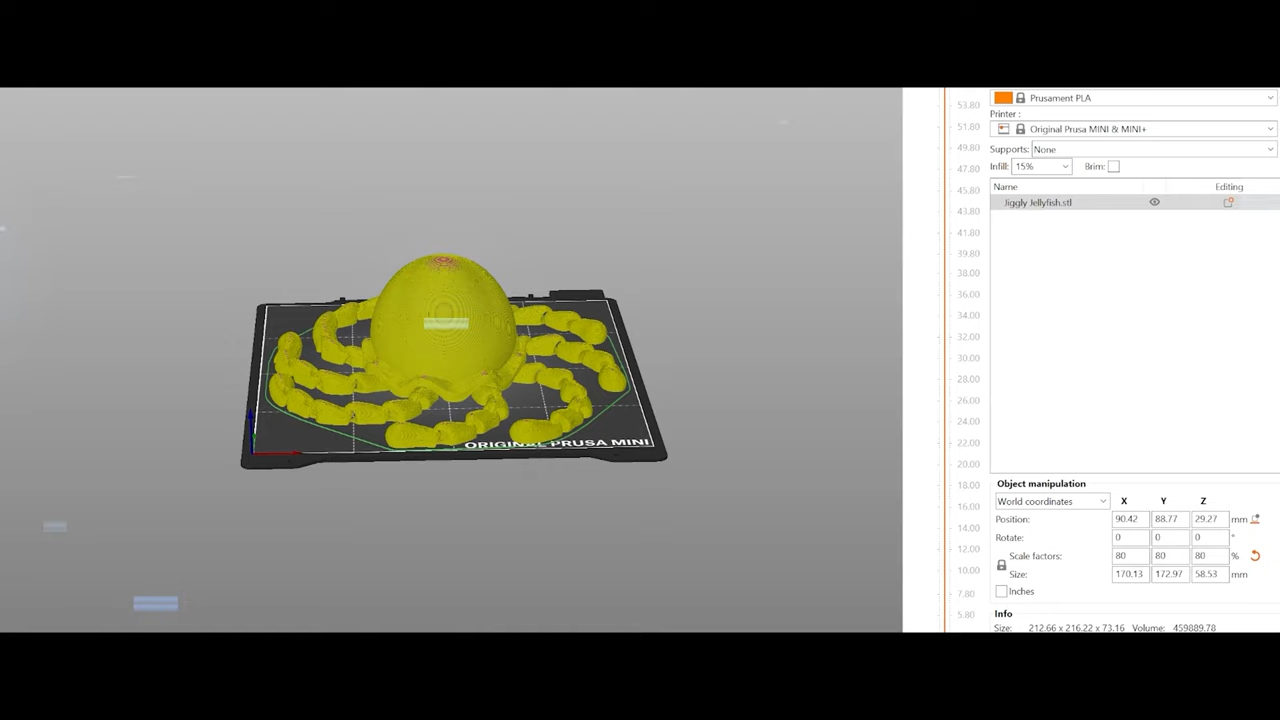 53.80
Prusament PLA
Printer :
51.80
Original Prusa MINI & MINI+
49.80
Supports: None
47.80
Infill: 15% Brim:
45.80
Name Editing
Jiggly Jellyfish.stl
43.80
41.80
39.80
38.00
36.00
34.00
32.00
30.00
28.00
26.00
24.00
22.00
20.00
18.00
16.00
14.00
12.00
10.00
7.80
5.80
ORIGINAL PRUSA MINI
Object manipulation
World coordinates X Y Z
Position: 90.42 88.77 29.27 mm
Rotate: 0 0 0 °
Scale factors: 80 80 80 %
Size: 170.13 172.97 58.53 mm
Inches
Info
Size: 212.66 x 216.22 x 73.16 Volume: 459889.78